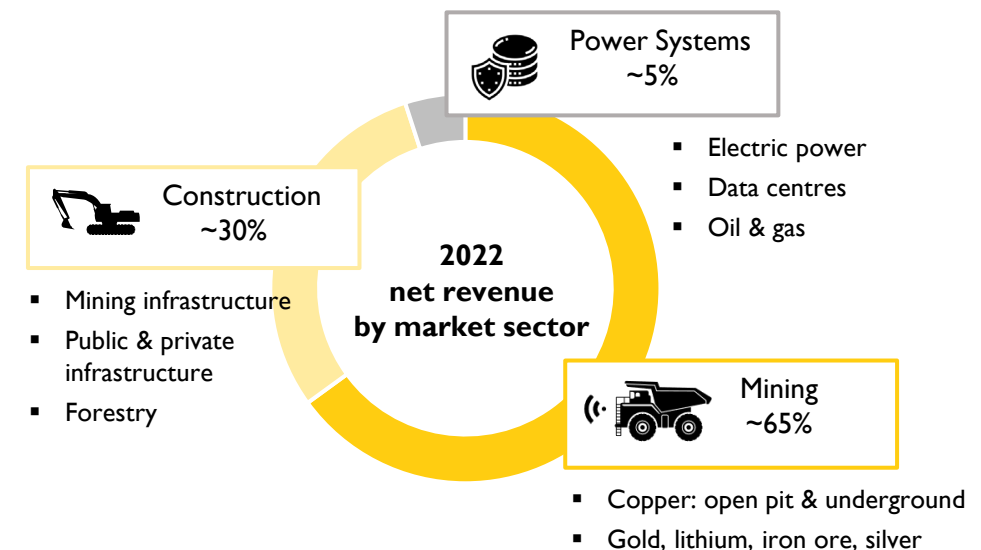 Power Systems
~5%
▪ Electric power
▪ Data centres
▪ Oil & gas
Construction
~30%
▪ Mining infrastructure
▪ Public & private
infrastructure
▪ Forestry
2022
net revenue
by market sector
Mining
~65%
▪ Copper: open pit & underground
▪ Gold, lithium, iron ore, silver